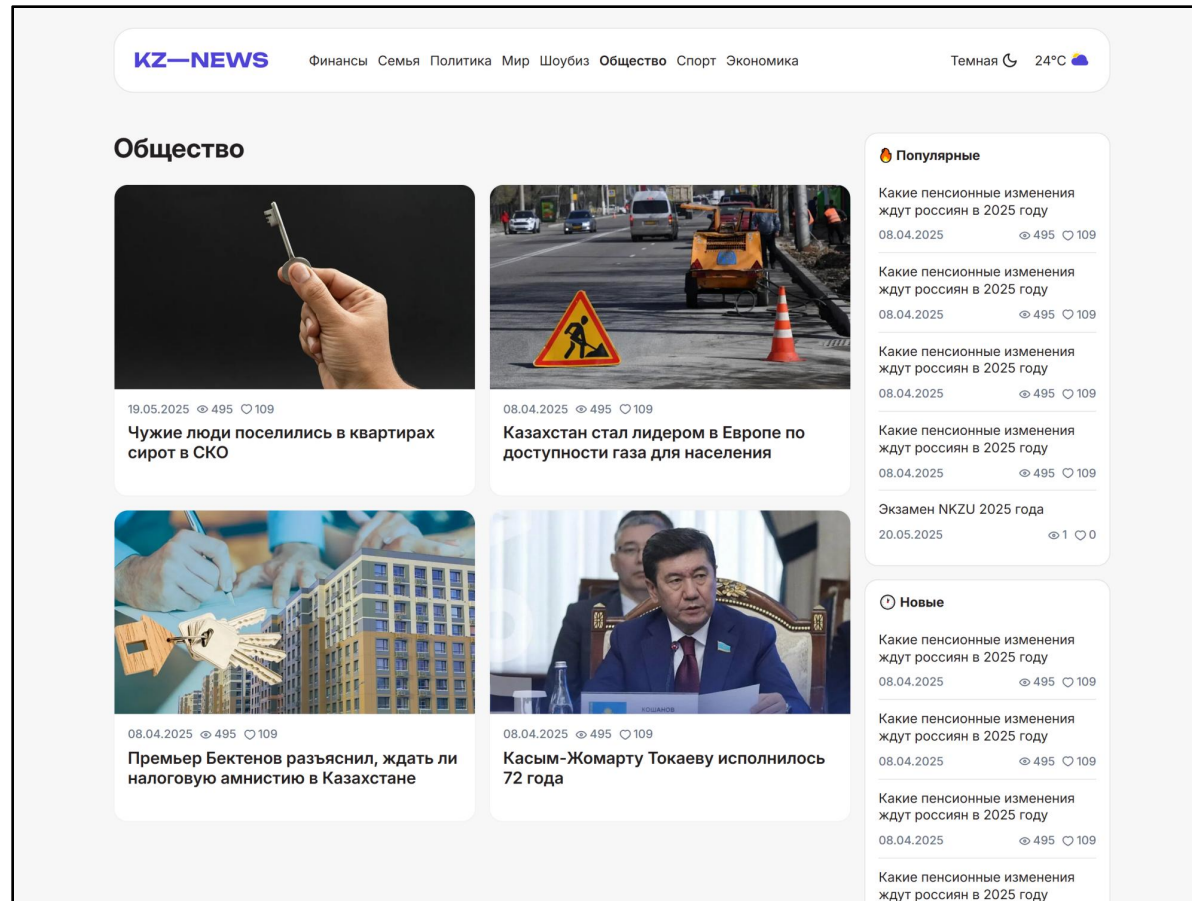 KZ—NEWS
Финансы Семья Политика Мир Шоубиз Общество Спорт Экономика
Темная 24°C
Общество
19.05.2025 495 109
Чужие люди поселились в квартирах
сирот в СКО
08.04.2025 495 109
Казахстан стал лидером в Европе по
доступности газа для населения
КОШАНОВ
08.04.2025 495 109
Премьер Бектенов разъяснил, ждать ли
налоговую амнистию в Казахстане
08.04.2025 495 109
Касым-Жомарту Токаеву исполнилось
72 года
Популярные
Какие пенсионные изменения
ждут россиян в 2025 году
08.04.2025 495 109
Какие пенсионные изменения
ждут россиян в 2025 году
08.04.2025 495 109
Какие пенсионные изменения
ждут россиян в 2025 году
08.04.2025 495 109
Какие пенсионные изменения
ждут россиян в 2025 году
08.04.2025 495 109
Экзамен NKZU 2025 года
20.05.2025 1 0
Новые
Какие пенсионные изменения
ждут россиян в 2025 году
08.04.2025 495 109
Какие пенсионные изменения
ждут россиян в 2025 году
08.04.2025 495 109
Какие пенсионные изменения
ждут россиян в 2025 году
08.04.2025 495 109
Какие пенсионные изменения
ждут россиян в 2025 году